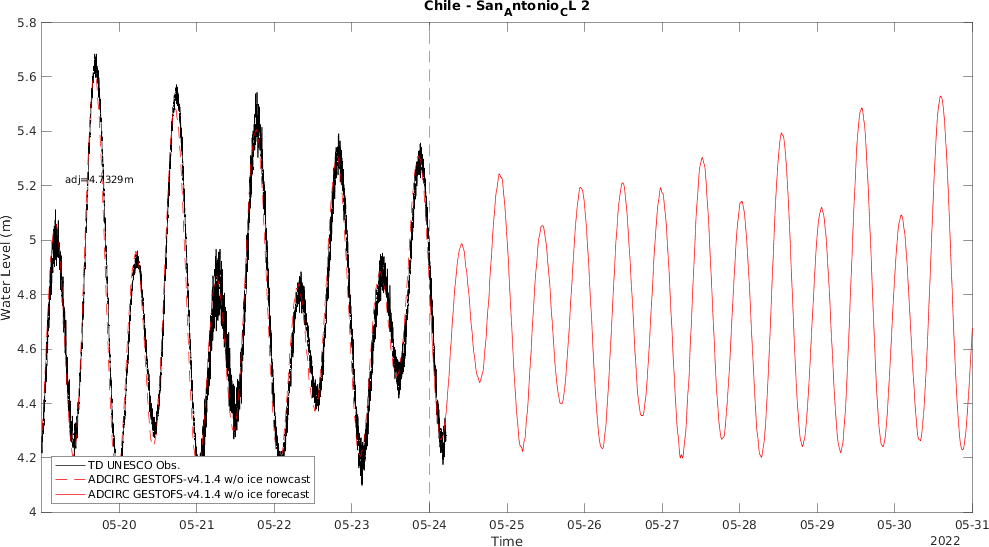 Chile - San_Antonio_CL 2
5.8
5.6
5.4
5.2
5
4.8
4.6
4.4
4.2
4
Water Level (m)
adj=4.7329m
TD UNESCO Obs.
ADCIRC GESTOFS-v4.1.4 w/o ice nowcast
ADCIRC GESTOFS-v4.1.4 w/o ice forecast
05-20 05-21 05-22 05-23 05-24 05-25 05-26 05-27 05-28 05-29 05-30 05-31
Time
2022